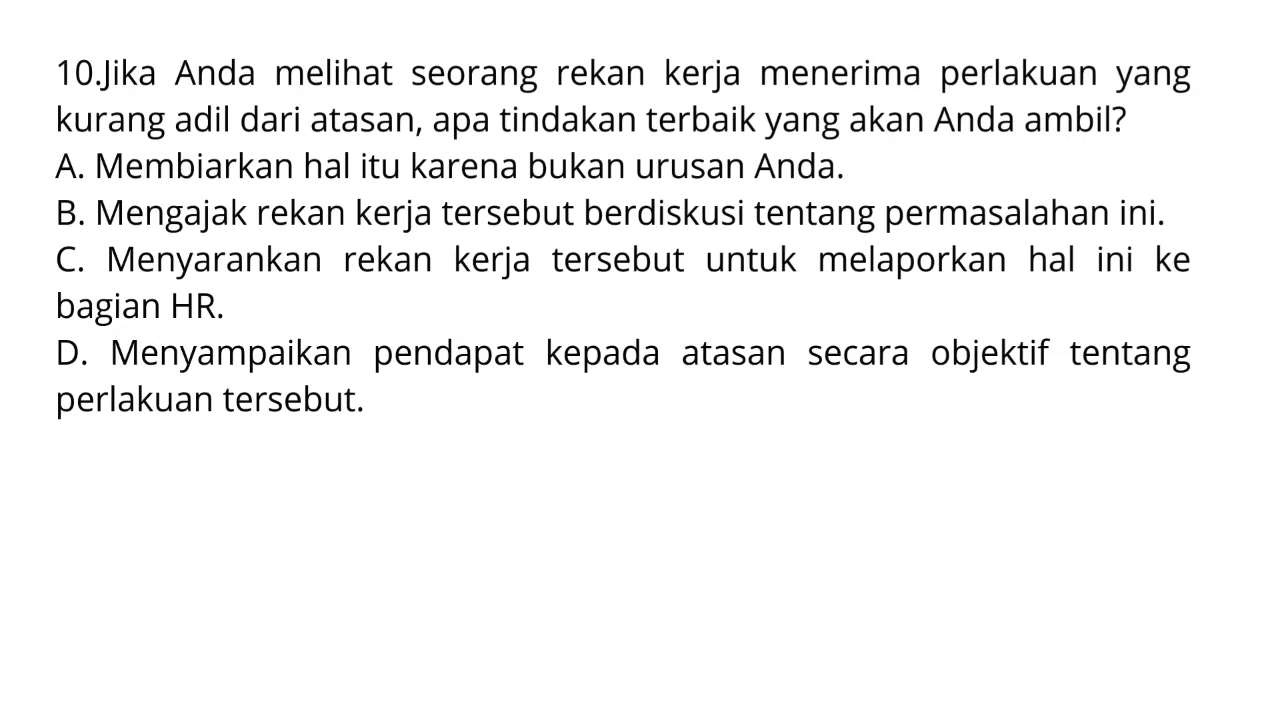 10.Jika Anda melihat seorang rekan kerja menerima perlakuan yang
kurang adil dari atasan, apa tindakan terbaik yang akan Anda ambil?
A. Membiarkan hal itu karena bukan urusan Anda.
B. Mengajak rekan kerja tersebut berdiskusi tentang permasalahan ini.
C. Menyarankan rekan kerja tersebut untuk melaporkan hal ini ke
bagian HR.
D. Menyampaikan pendapat kepada atasan secara objektif tentang
perlakuan tersebut.